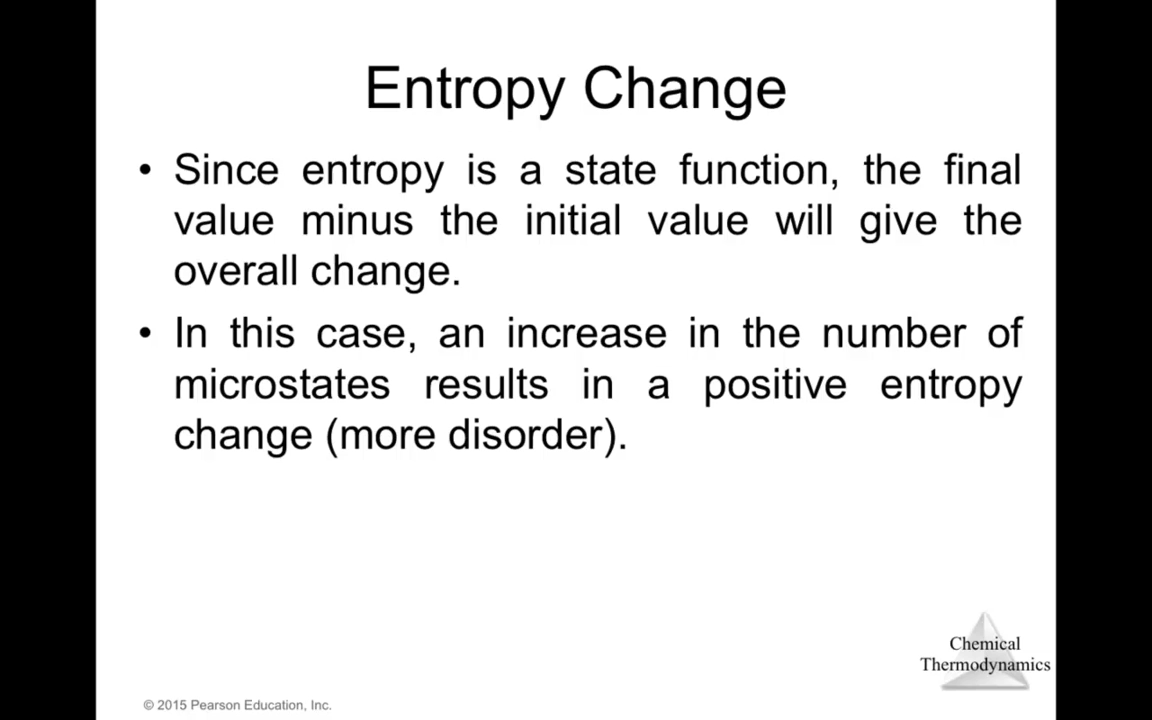 Entropy Change
• Since entropy is a state function, the final
value minus the initial value will give the
overall change.
• In this case, an increase in the number of
microstates results in a positive entropy
change (more disorder).
Chemical
Thermodynamics
© 2015 Pearson Education, Inc.